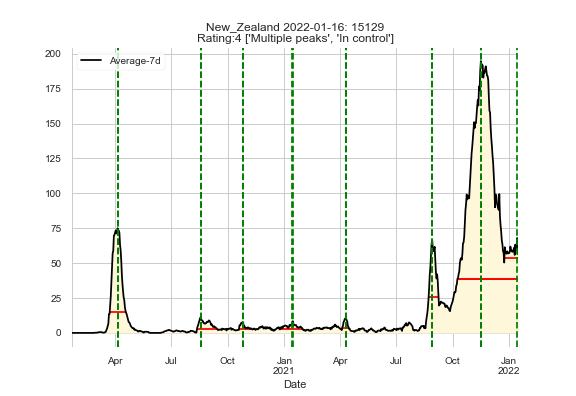 New_Zealand 2022-01-16: 15129
Rating:4 ['Multiple peaks', 'In control']
Average-7d
200
175
150
125
100
75
50
25
0
Apr
Jul
Oct
Jan
2021
Apr
Jul
Oct
Jan
2022
Date